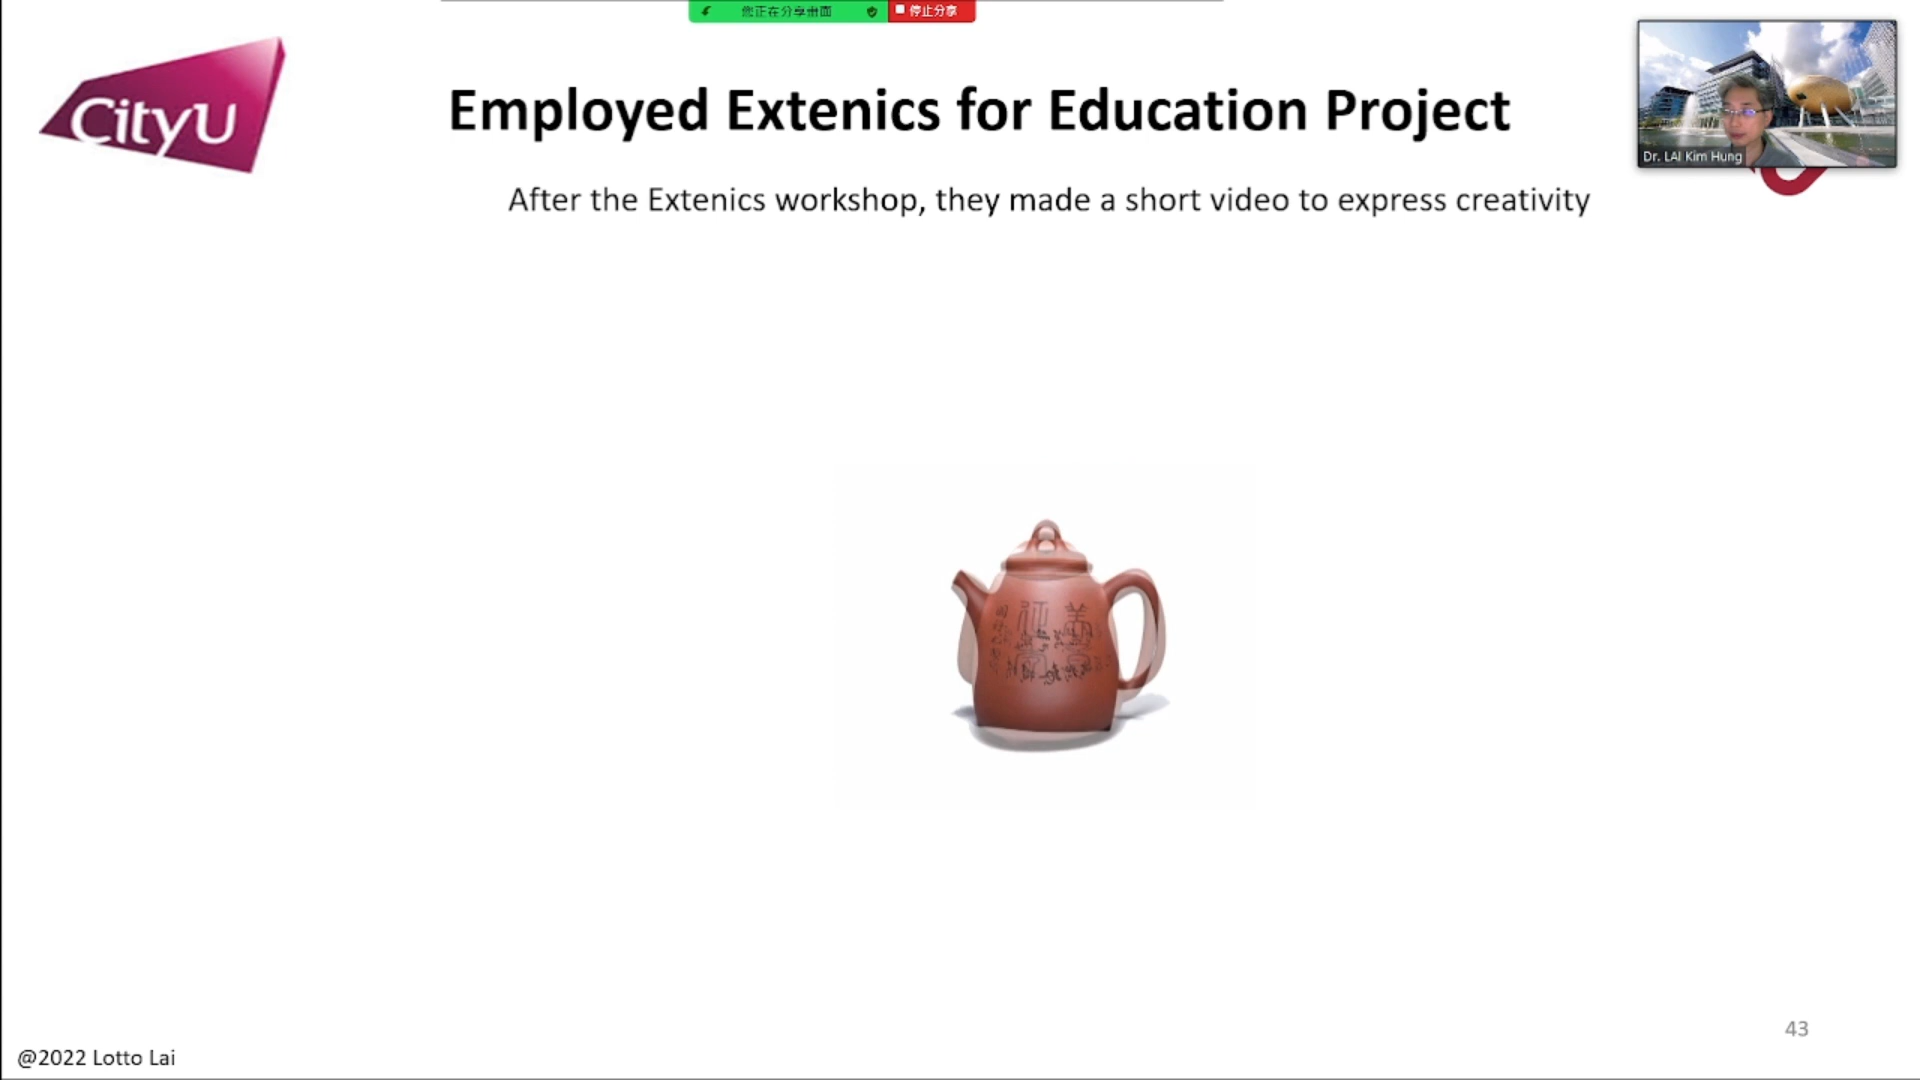 您正在分享畫面
停止分享
CityU
Employed Extenics for Education Project
Dr. LAI Kim Hung
After the Extenics workshop, they made a short video to express creativity
43
@2022 Lotto Lai